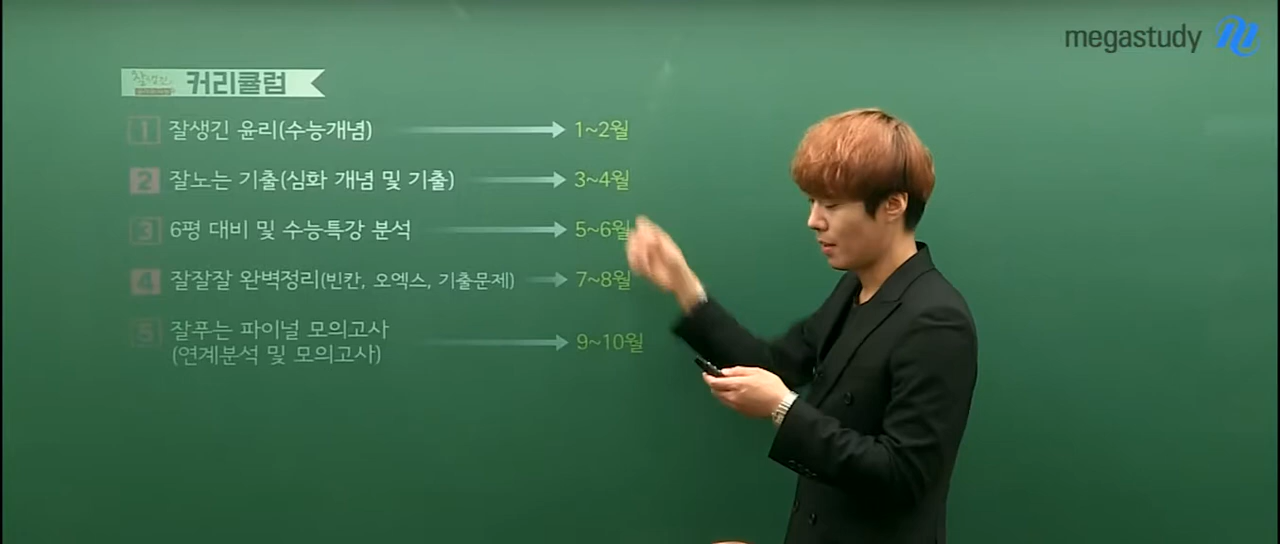 megastudy
잘생긴
커리큘럼
1 잘생긴 윤리(수능개념) 1~2월
2 잘노는 기출(심화 개념 및 기출) 3~4월
3 6평 대비 및 수능특강 분석 5~6월
4 잘잘잘 완벽정리(빈칸, 오엑스, 기출문제) 7~8월
5 잘푸는 파이널 모의고사
(연계분석 및 모의고사) 9~10월